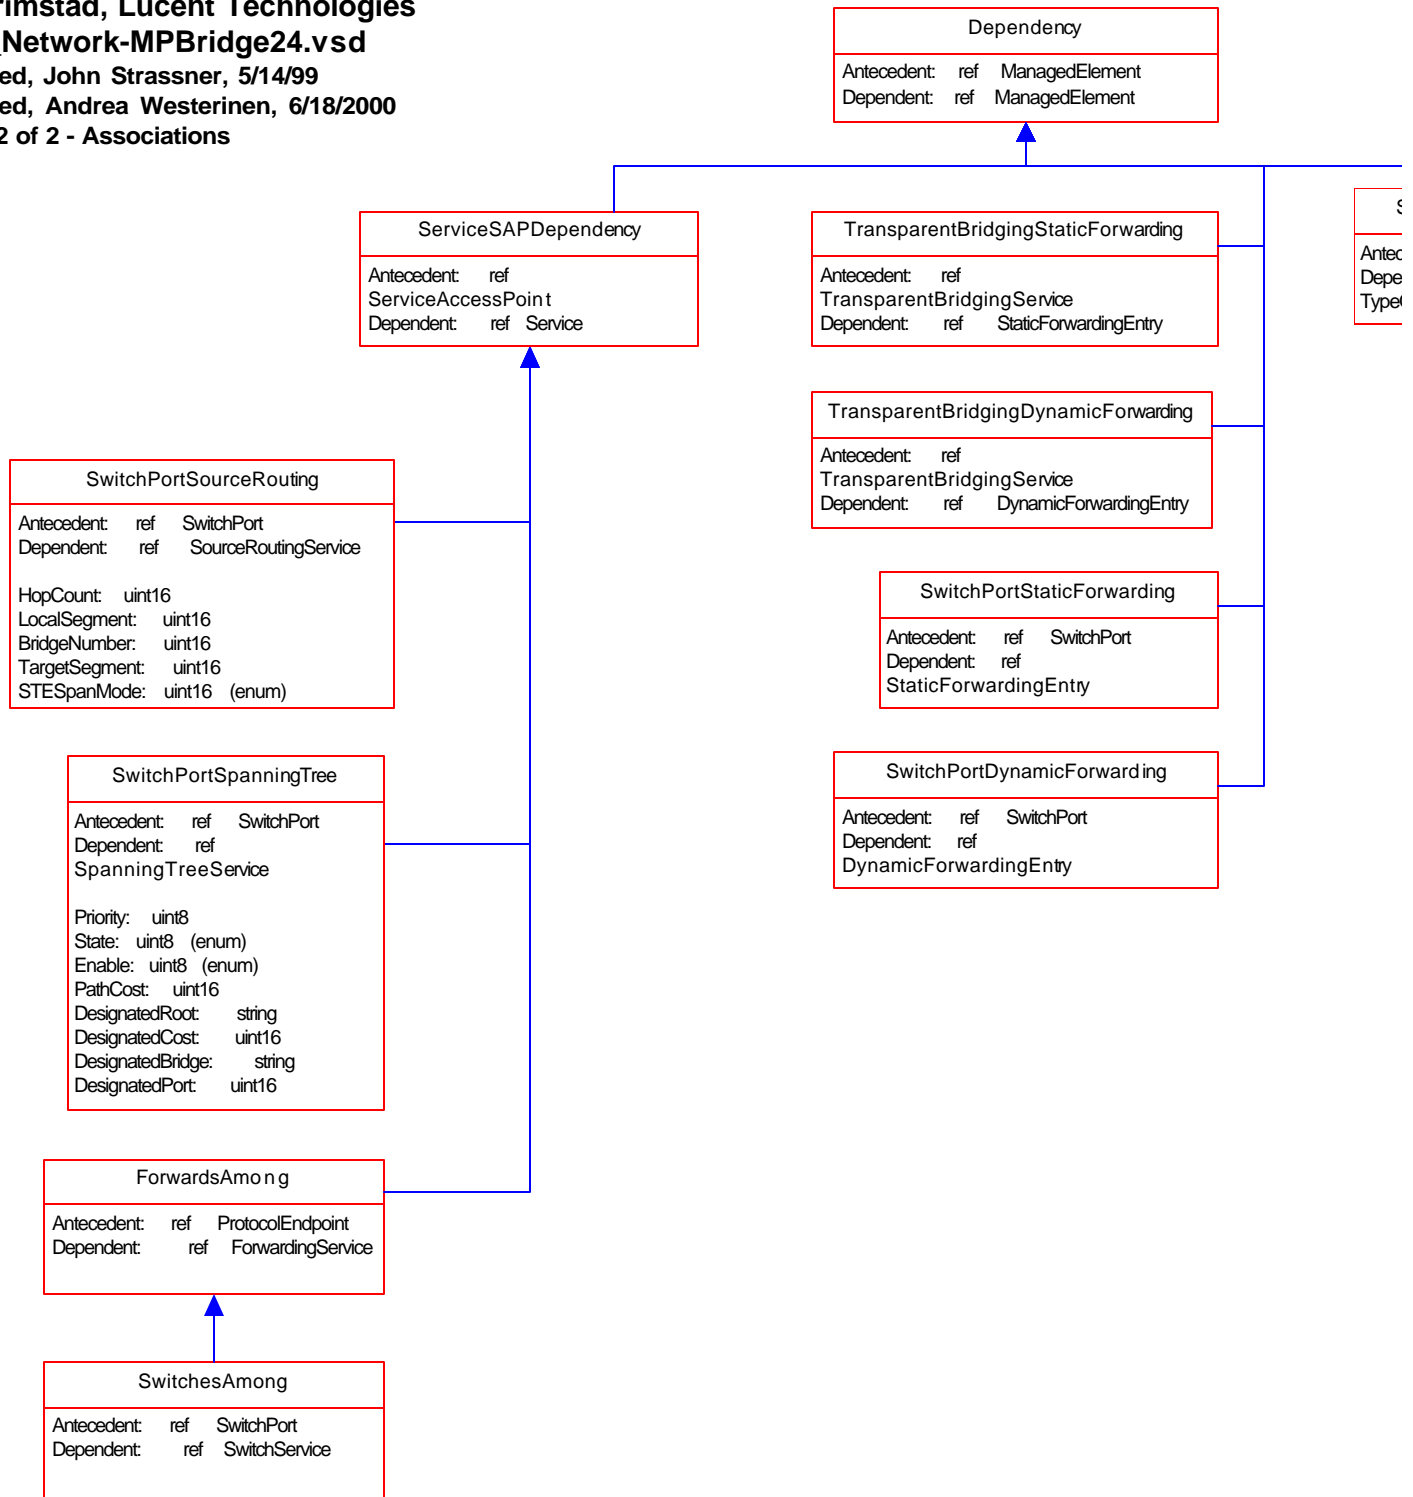 Lucent Technologies
Network-MPBridge24.vsd
John Strassner, 5/14/99
Andrea Westerinen, 6/18/2000
2 of 2 - Associations
Dependency
Antecedent: ref ManagedElement
Dependent: ref ManagedElement
ServiceSAPDependency
Antecedent: ref
ServiceAccessPoint
Dependent: ref Service
TransparentBridgingStaticForwarding
Antecedent: ref
TransparentBridgingService
Dependent: ref StaticForwardingEntry
TransparentBridgingDynamicForwarding
Antecedent: ref
TransparentBridgingService
Dependent: ref DynamicForwardingEntry
SwitchPortSourceRouting
Antecedent: ref SwitchPort
Dependent: ref SourceRoutingService
HopCount: uint16
LocalSegment: uint16
BridgeNumber: uint16
TargetSegment: uint16
STESpanMode: uint16 (enum)
SwitchPortStaticForwarding
Antecedent: ref SwitchPort
Dependent: ref
StaticForwardingEntry
SwitchPortSpanningTree
Antecedent: ref SwitchPort
Dependent: ref
SpanningTreeService
Priority: uint8
State: uint8 (enum)
Enable: uint8 (enum)
PathCost: uint16
DesignatedRoot: string
DesignatedCost: uint16
DesignatedBridge: string
DesignatedPort: uint16
SwitchPortDynamicForwarding
Antecedent: ref SwitchPort
Dependent: ref
DynamicForwardingEntry
ForwardsAmong
Antecedent: ref ProtocolEndpoint
Dependent: ref ForwardingService
SwitchesAmong
Antecedent: ref SwitchPort
Dependent: ref SwitchService